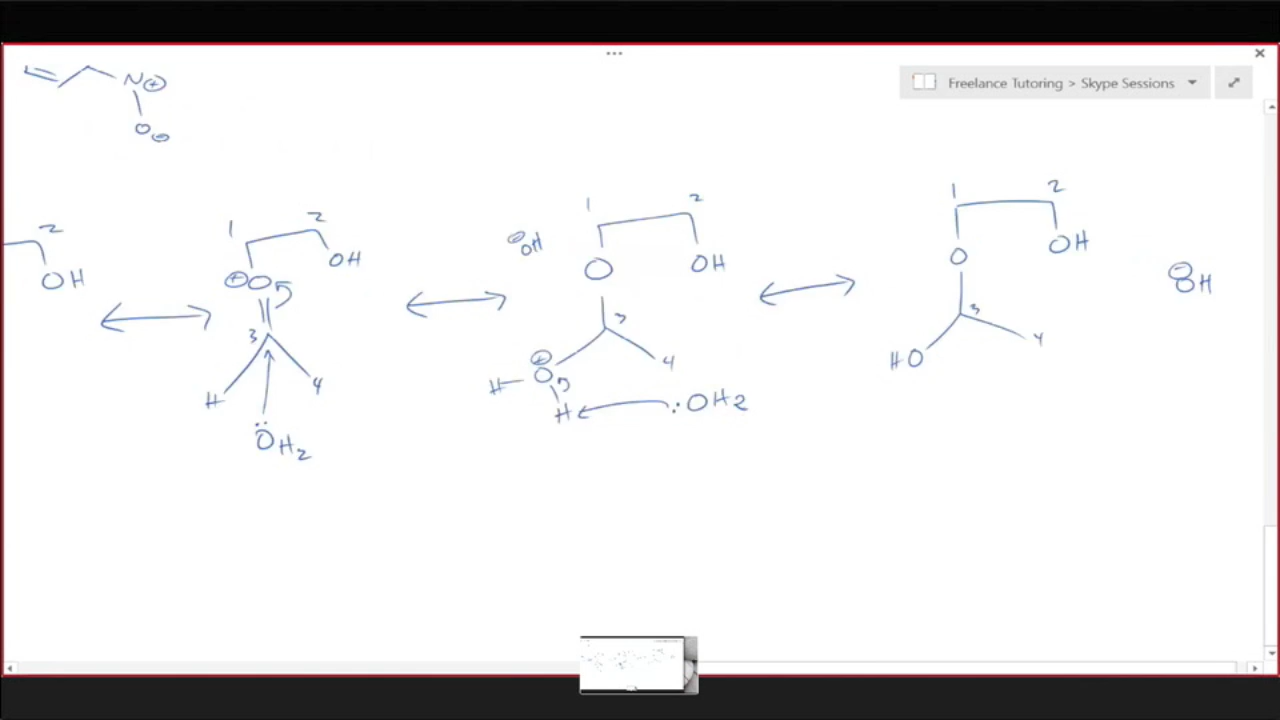 Freelance Tutoring > Skype Sessions
N⊕
O⊖
2
OH
1 2
OH
⊕O
3
H 4
ÖH₂
1 2
⊖OH
O OH
3
⊕
H O 4
H :OH₂
1 2
O OH
3
HO 4
⊖
OH